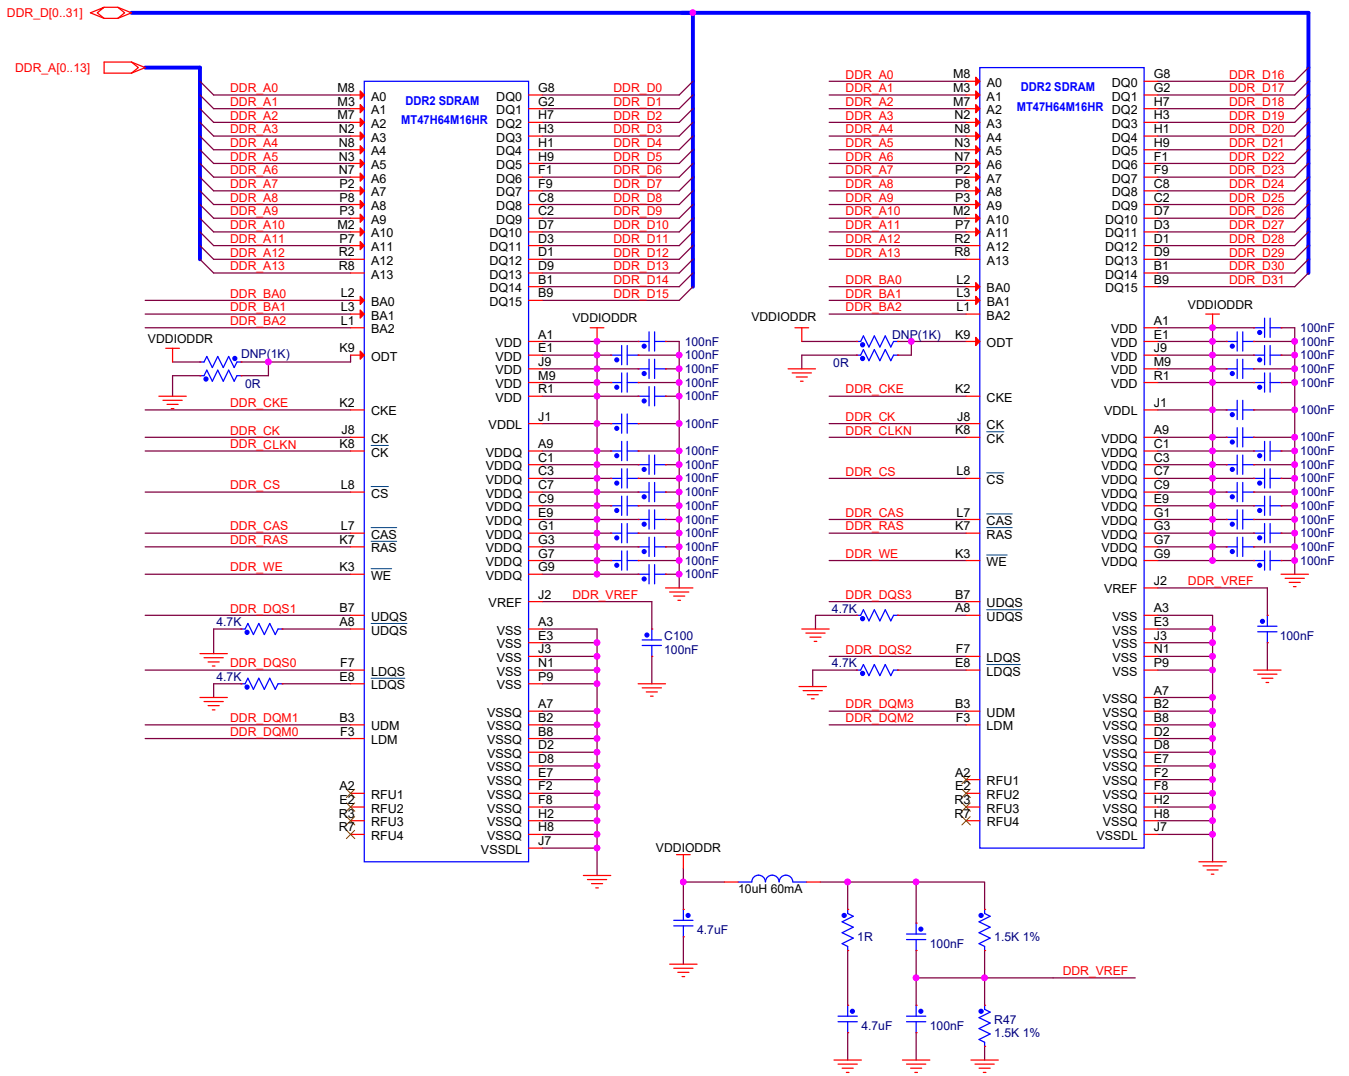 DDR_D[0..31]
DDR_A[0..13]
DDR2 SDRAM
MT47H64M16HR
DDR_A0 M8 A0
DDR_A1 M3 A1
DDR_A2 M7 A2
DDR_A3 N2 A3
DDR_A4 N8 A4
DDR_A5 N3 A5
DDR_A6 N7 A6
DDR_A7 P2 A7
DDR_A8 P8 A8
DDR_A9 P3 A9
DDR_A10 M2 A10
DDR_A11 P7 A11
DDR_A12 R2 A12
DDR_A13 R8 A13
DDR_BA0 L2 BA0
DDR_BA1 L3 BA1
DDR_BA2 L1 BA2
VDDIODDR
DNP(1K) K9 ODT
0R
DDR_CKE K2 CKE
DDR_CK J8 CK
DDR_CLKN K8 CK
DDR_CS L8 CS
DDR_CAS L7 CAS
DDR_RAS K7 RAS
DDR_WE K3 WE
DDR_DQS1 B7 UDQS
4.7K A8 UDQS
DDR_DQS0 F7 LDQS
4.7K E8 LDQS
DDR_DQM1 B3 UDM
DDR_DQM0 F3 LDM
A2 RFU1
E2 RFU2
R3 RFU3
R7 RFU4
DQ0 G8 DDR_D0
DQ1 G2 DDR_D1
DQ2 H7 DDR_D2
DQ3 H3 DDR_D3
DQ4 H1 DDR_D4
DQ5 H9 DDR_D5
DQ6 F1 DDR_D6
DQ7 F9 DDR_D7
DQ8 C8 DDR_D8
DQ9 C2 DDR_D9
DQ10 D7 DDR_D10
DQ11 D3 DDR_D11
DQ12 D1 DDR_D12
DQ13 D9 DDR_D13
DQ14 B1 DDR_D14
DQ15 B9 DDR_D15
VDDIODDR
VDD A1 100nF
VDD E1 100nF
VDD J9 100nF
VDD M9 100nF
VDD R1 100nF
VDDL J1 100nF
VDDQ A9 100nF
VDDQ C1 100nF
VDDQ C3 100nF
VDDQ C7 100nF
VDDQ C9 100nF
VDDQ E9 100nF
VDDQ G1 100nF
VDDQ G3 100nF
VDDQ G7 100nF
VDDQ G9 100nF
VREF J2 DDR_VREF
C100
100nF
VSS A3
VSS E3
VSS J3
VSS N1
VSS P9
VSSQ A7
VSSQ B2
VSSQ B8
VSSQ D2
VSSQ D8
VSSQ E7
VSSQ F2
VSSQ F8
VSSQ H2
VSSQ H8
VSSDL J7
DDR2 SDRAM
MT47H64M16HR
DDR_A0 M8 A0
DDR_A1 M3 A1
DDR_A2 M7 A2
DDR_A3 N2 A3
DDR_A4 N8 A4
DDR_A5 N3 A5
DDR_A6 N7 A6
DDR_A7 P2 A7
DDR_A8 P8 A8
DDR_A9 P3 A9
DDR_A10 M2 A10
DDR_A11 P7 A11
DDR_A12 R2 A12
DDR_A13 R8 A13
DDR_BA0 L2 BA0
DDR_BA1 L3 BA1
DDR_BA2 L1 BA2
VDDIODDR
DNP(1K) K9 ODT
0R
DDR_CKE K2 CKE
DDR_CK J8 CK
DDR_CLKN K8 CK
DDR_CS L8 CS
DDR_CAS L7 CAS
DDR_RAS K7 RAS
DDR_WE K3 WE
DDR_DQS3 B7 UDQS
4.7K A8 UDQS
DDR_DQS2 F7 LDQS
4.7K E8 LDQS
DDR_DQM3 B3 UDM
DDR_DQM2 F3 LDM
A2 RFU1
E2 RFU2
R3 RFU3
R7 RFU4
DQ0 G8 DDR_D16
DQ1 G2 DDR_D17
DQ2 H7 DDR_D18
DQ3 H3 DDR_D19
DQ4 H1 DDR_D20
DQ5 H9 DDR_D21
DQ6 F1 DDR_D22
DQ7 F9 DDR_D23
DQ8 C8 DDR_D24
DQ9 C2 DDR_D25
DQ10 D7 DDR_D26
DQ11 D3 DDR_D27
DQ12 D1 DDR_D28
DQ13 D9 DDR_D29
DQ14 B1 DDR_D30
DQ15 B9 DDR_D31
VDDIODDR
VDD A1 100nF
VDD E1 100nF
VDD J9 100nF
VDD M9 100nF
VDD R1 100nF
VDDL J1 100nF
VDDQ A9 100nF
VDDQ C1 100nF
VDDQ C3 100nF
VDDQ C7 100nF
VDDQ C9 100nF
VDDQ E9 100nF
VDDQ G1 100nF
VDDQ G3 100nF
VDDQ G7 100nF
VDDQ G9 100nF
VREF J2 DDR_VREF
100nF
VSS A3
VSS E3
VSS J3
VSS N1
VSS P9
VSSQ A7
VSSQ B2
VSSQ B8
VSSQ D2
VSSQ D8
VSSQ E7
VSSQ F2
VSSQ F8
VSSQ H2
VSSQ H8
VSSDL J7
VDDIODDR
10uH 60mA
4.7uF
1R
100nF
1.5K 1%
DDR_VREF
4.7uF
100nF
R47
1.5K 1%